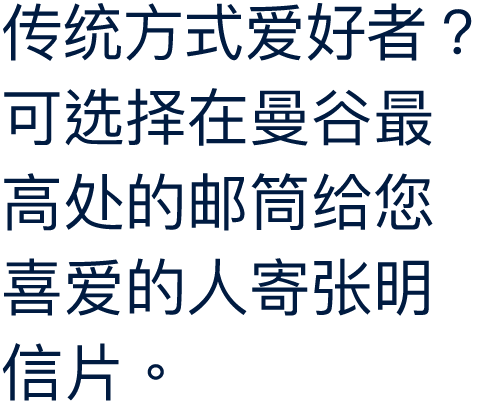 传统方式爱好者？
可选择在曼谷最
高处的邮筒给您
喜爱的人寄张明
信片。